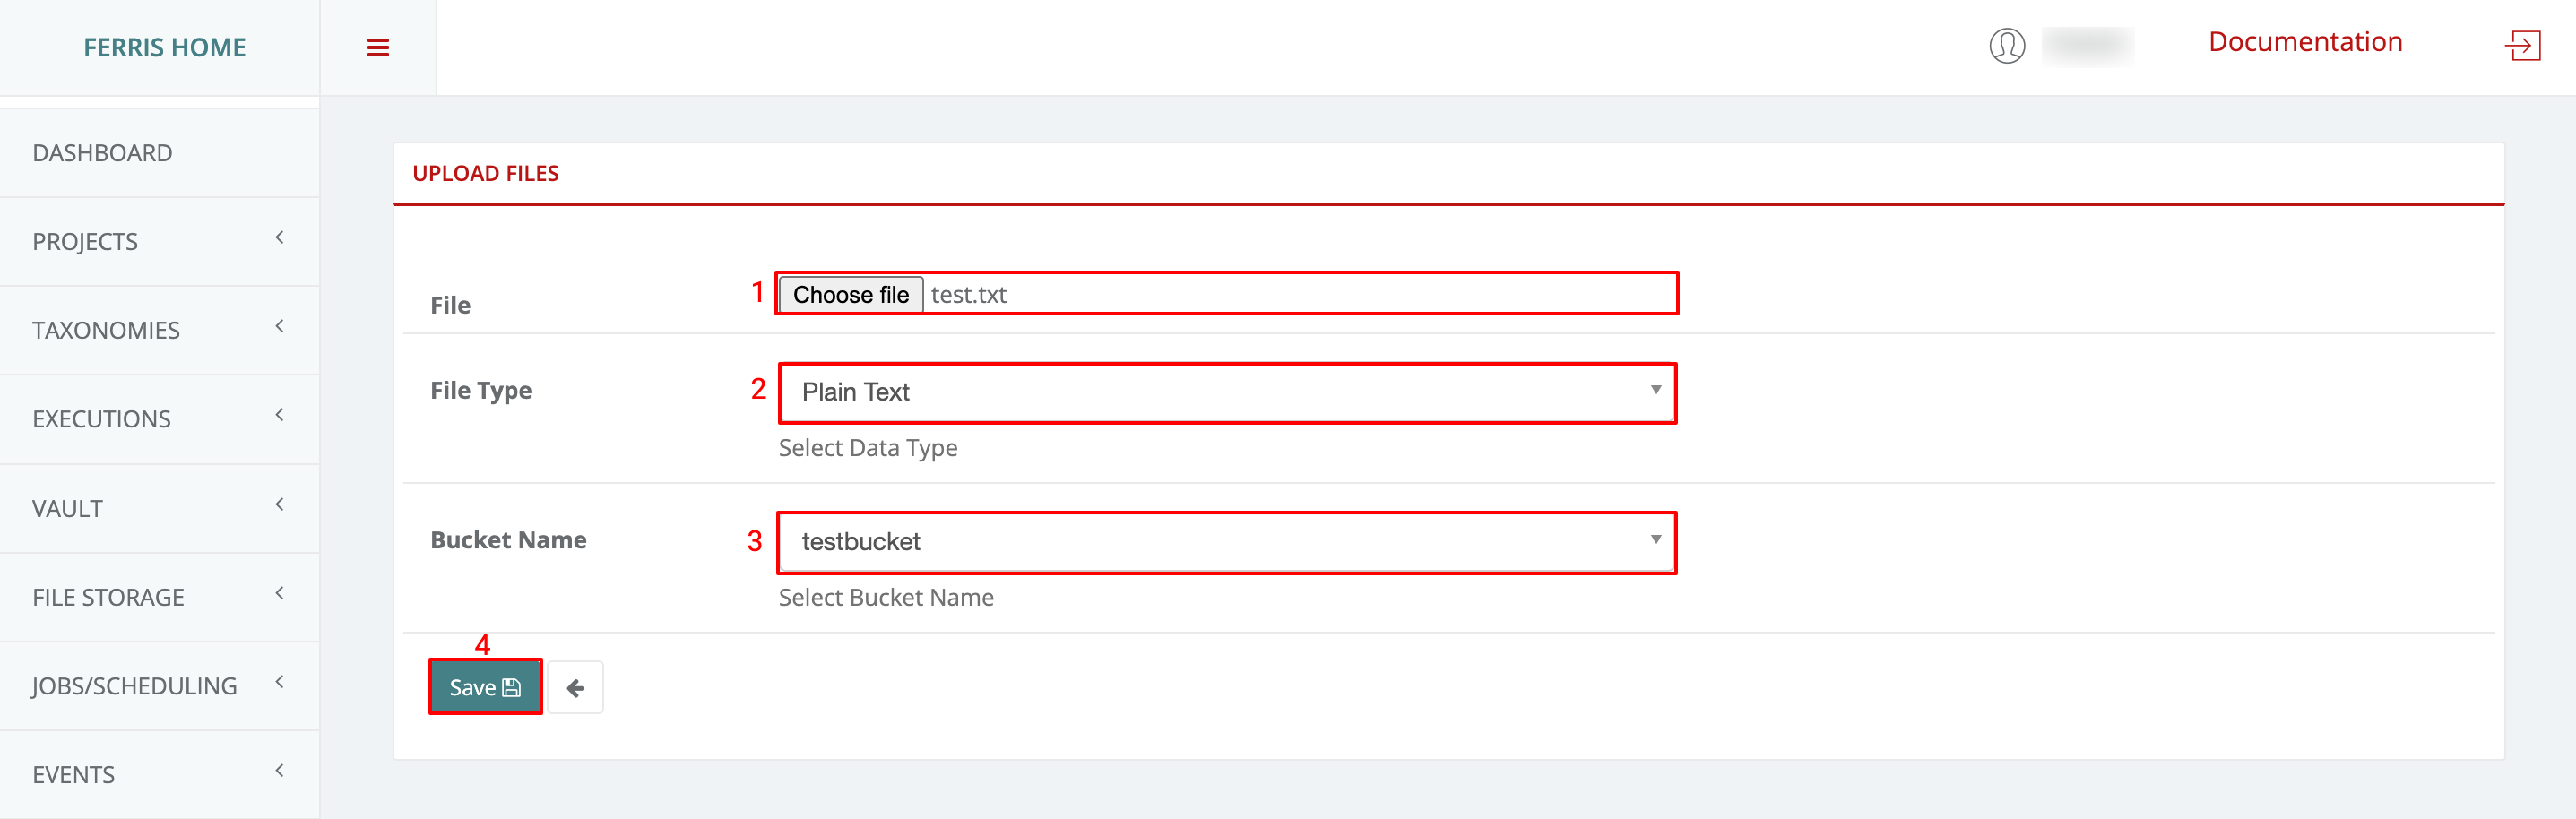 FERRIS HOME
Documentation
DASHBOARD
PROJECTS
TAXONOMIES
EXECUTIONS
VAULT
FILE STORAGE
JOBS/SCHEDULING
EVENTS
UPLOAD FILES
File
1
Choose file test.txt
File Type
2
Plain Text
Select Data Type
Bucket Name
3
testbucket
Select Bucket Name
4
Save